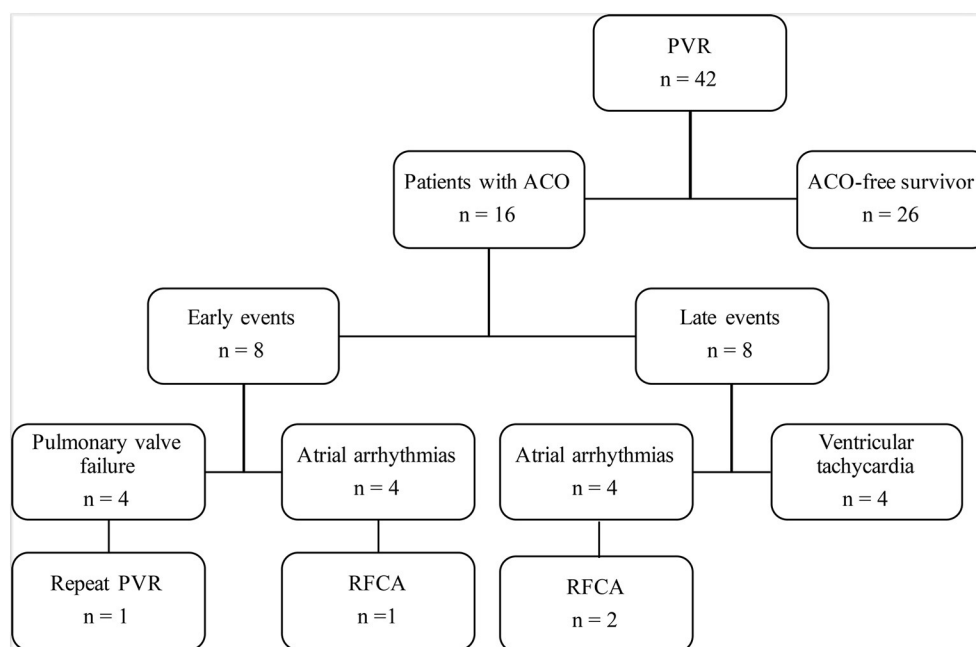 PVR
n = 42
Patients with ACO
n = 16
ACO-free survivor
n = 26
Early events
n = 8
Late events
n = 8
Pulmonary valve
failure
n = 4
Atrial arrhythmias
n = 4
Atrial arrhythmias
n = 4
Ventricular
tachycardia
n = 4
Repeat PVR
n = 1
RFCA
n =1
RFCA
n = 2